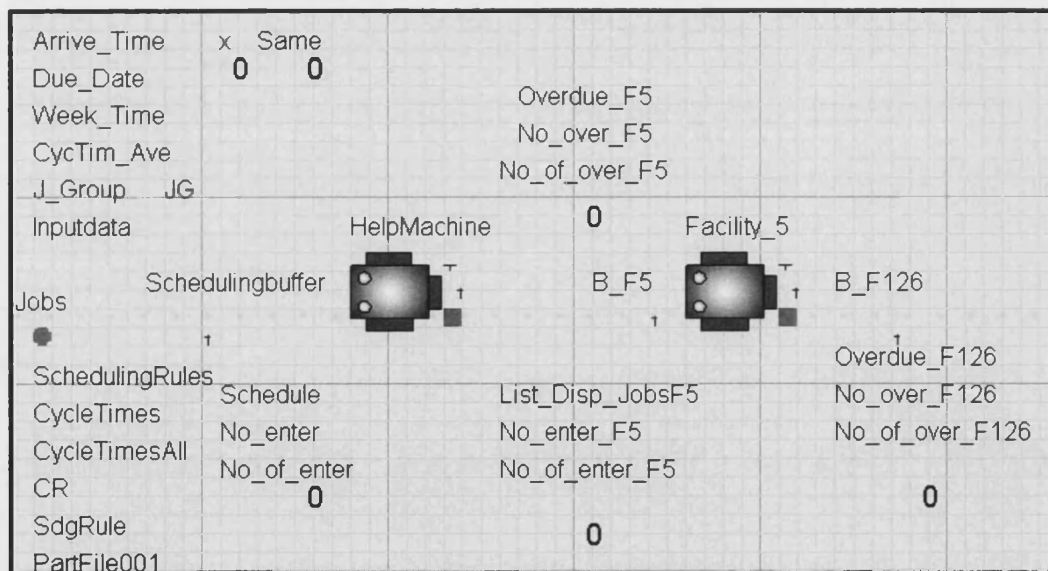 Arrive_Time x Same
0 0
Due_Date
Overdue_F5
Week_Time
No_over_F5
CycTim_Ave
No_of_over_F5
J_Group JG
0
Inputdata HelpMachine Facility_5
Schedulingbuffer B_F5 B_F126
Jobs
Overdue_F126
SchedulingRules
Schedule List_Disp_JobsF5 No_over_F126
CycleTimes
No_enter No_enter_F5 No_of_over_F126
CycleTimesAll
No_of_enter No_of_enter_F5
CR
0 0
SdgRule
0
PartFile001